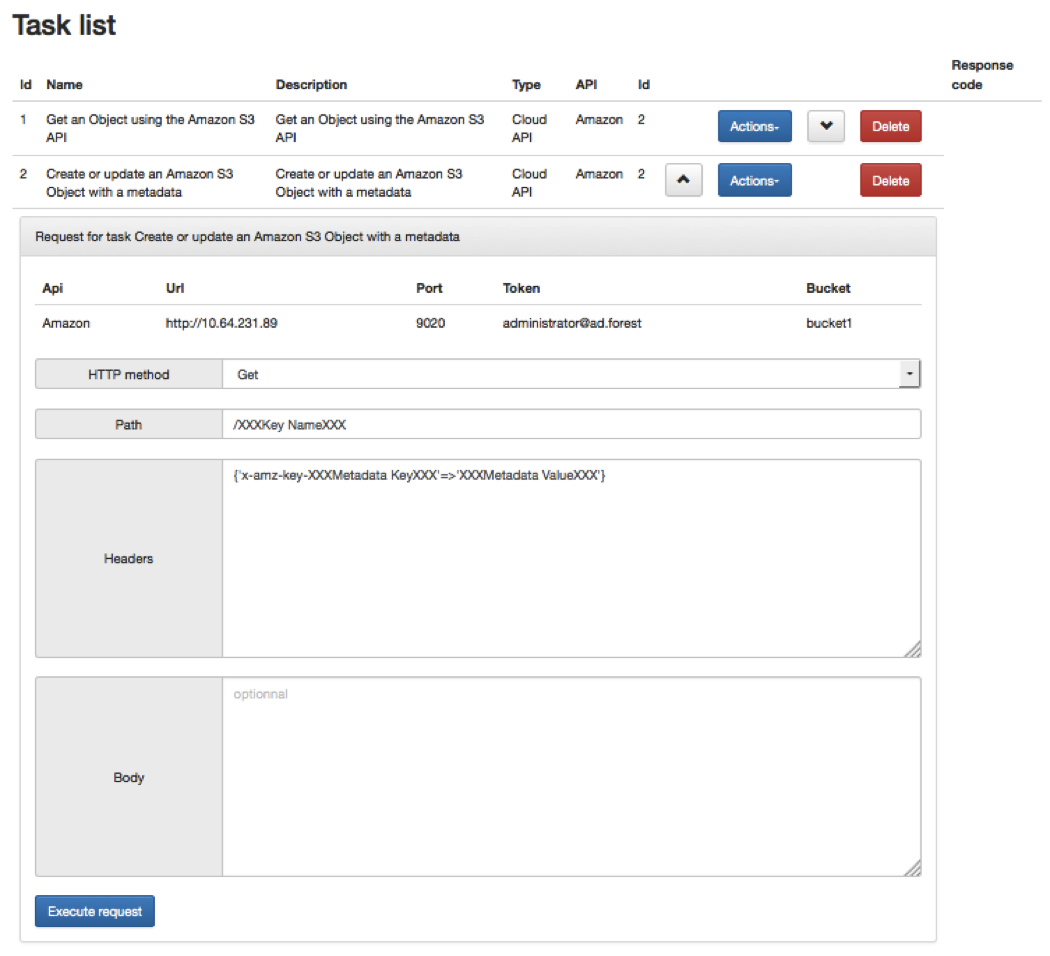 Task list
Response
Id Name Description Type API Id code
1 Get an Object using the Amazon S3 Get an Object using the Amazon S3 Cloud Amazon 2 Actions- Delete
API API API
2 Create or update an Amazon S3 Create or update an Amazon S3 Cloud Amazon 2 Actions- Delete
Object with a metadata Object with a metadata API
Request for task Create or update an Amazon S3 Object with a metadata
Api Url Port Token Bucket
Amazon http://10.64.231.89 9020 administrator@ad.forest bucket1
HTTP method Get
Path /XXXKey NameXXX
{'x-amz-key-XXXMetadata KeyXXX'=>'XXXMetadata ValueXXX'}
Headers
optionnal
Body
Execute request